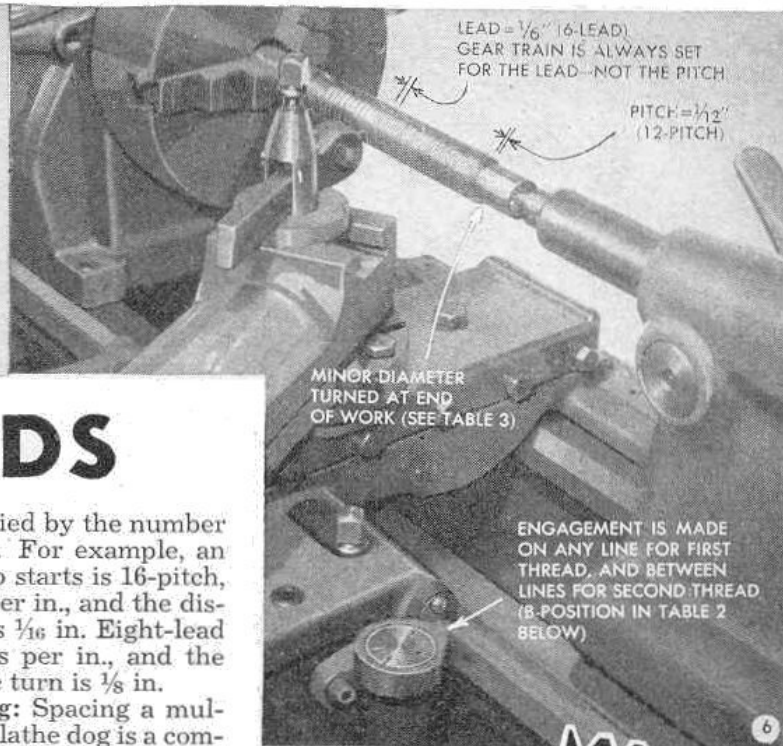 LEAD = 1/6" (6-LEAD)
GEAR TRAIN IS ALWAYS SET
FOR THE LEAD—NOT THE PITCH
PITCH = 1/12"
(12-PITCH)
MINOR DIAMETER
TURNED AT END
OF WORK (SEE TABLE 3)
ENGAGEMENT IS MADE
ON ANY LINE FOR FIRST
THREAD, AND BETWEEN
LINES FOR SECOND THREAD
(B-POSITION IN TABLE 2
BELOW)
6
DS
ied by the number
For example, an
o starts is 16-pitch,
er in., and the dis-
s 1/16 in. Eight-lead
s per in., and the
e turn is 1/8 in.
g: Spacing a mul-
lathe dog is a com-